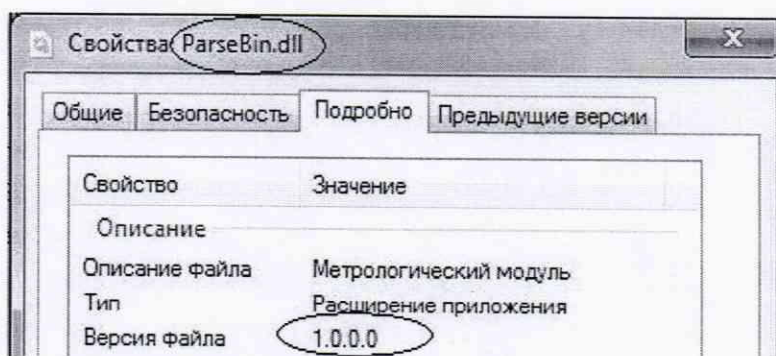 Свойства: ParseBin.dll
Общие Безопасность Подробно Предыдущие версии
Свойство Значение
Описание
Описание файла Метрологический модуль
Тип Расширение приложения
Версия файла 1.0.0.0